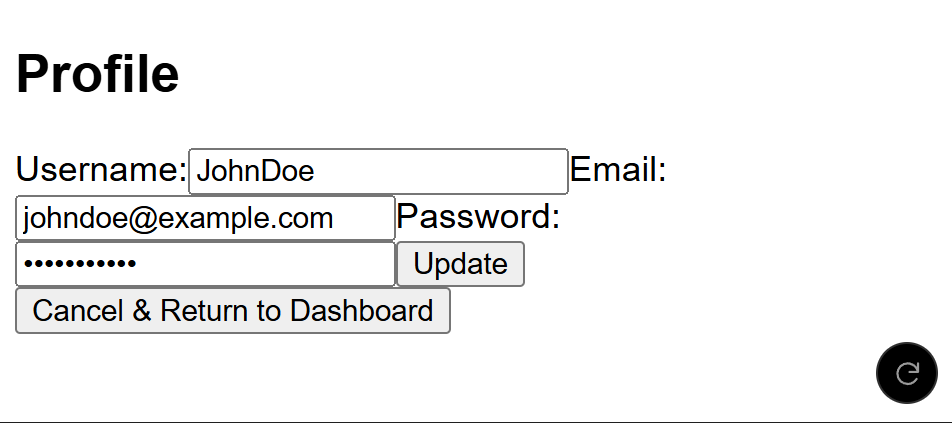 Profile
Username: JohnDoe Email:
johndoe@example.com Password:
••••••••••• Update
Cancel & Return to Dashboard